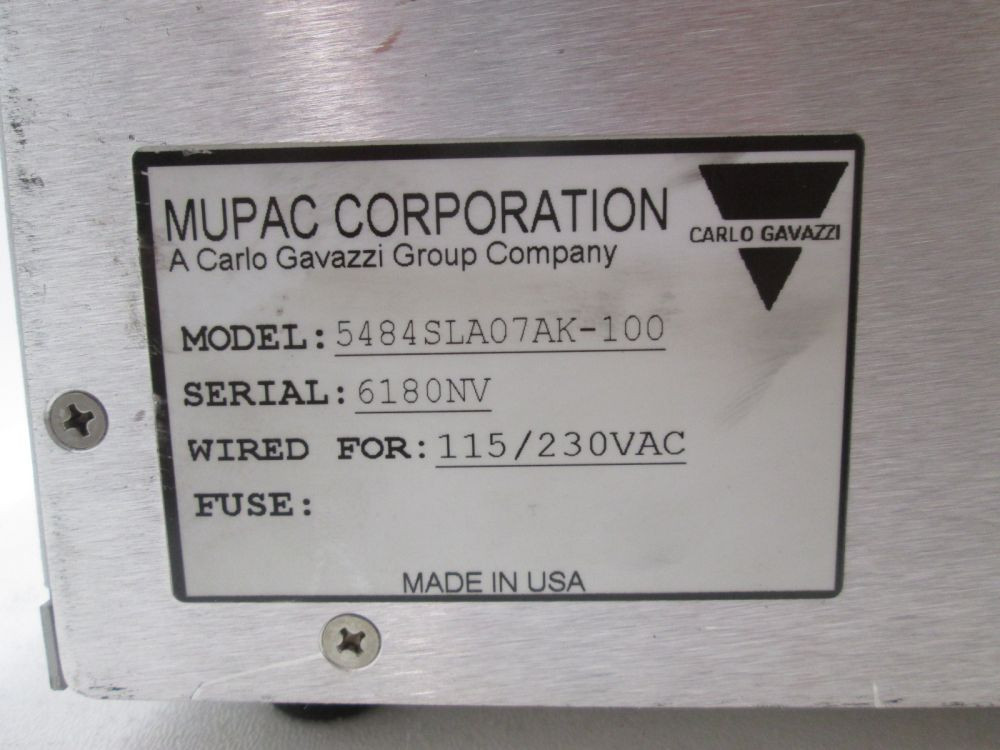 MUPAC CORPORATION
A Carlo Gavazzi Group Company
CARLO GAVAZZI
MODEL: 5484SLA07AK-100
SERIAL: 6180NV
WIRED FOR: 115/230VAC
FUSE:
MADE IN USA